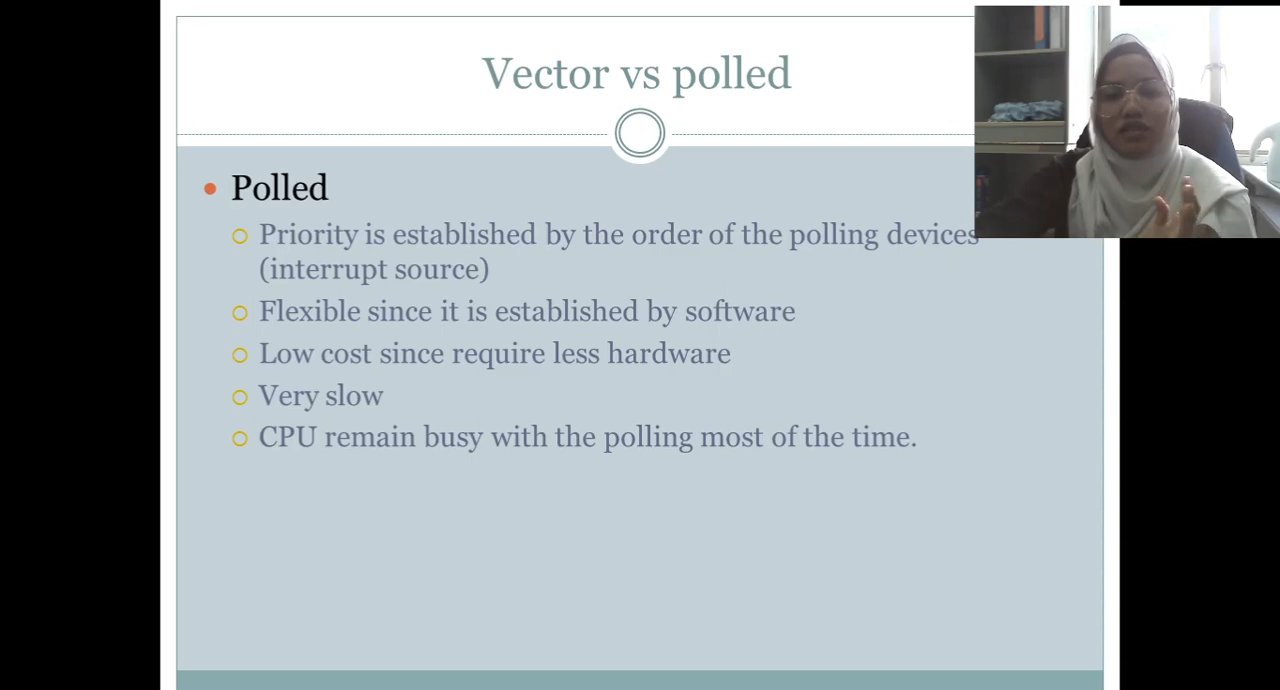 Vector vs polled
Polled
Priority is established by the order of the polling devices
(interrupt source)
Flexible since it is established by software
Low cost since require less hardware
Very slow
CPU remain busy with the polling most of the time.